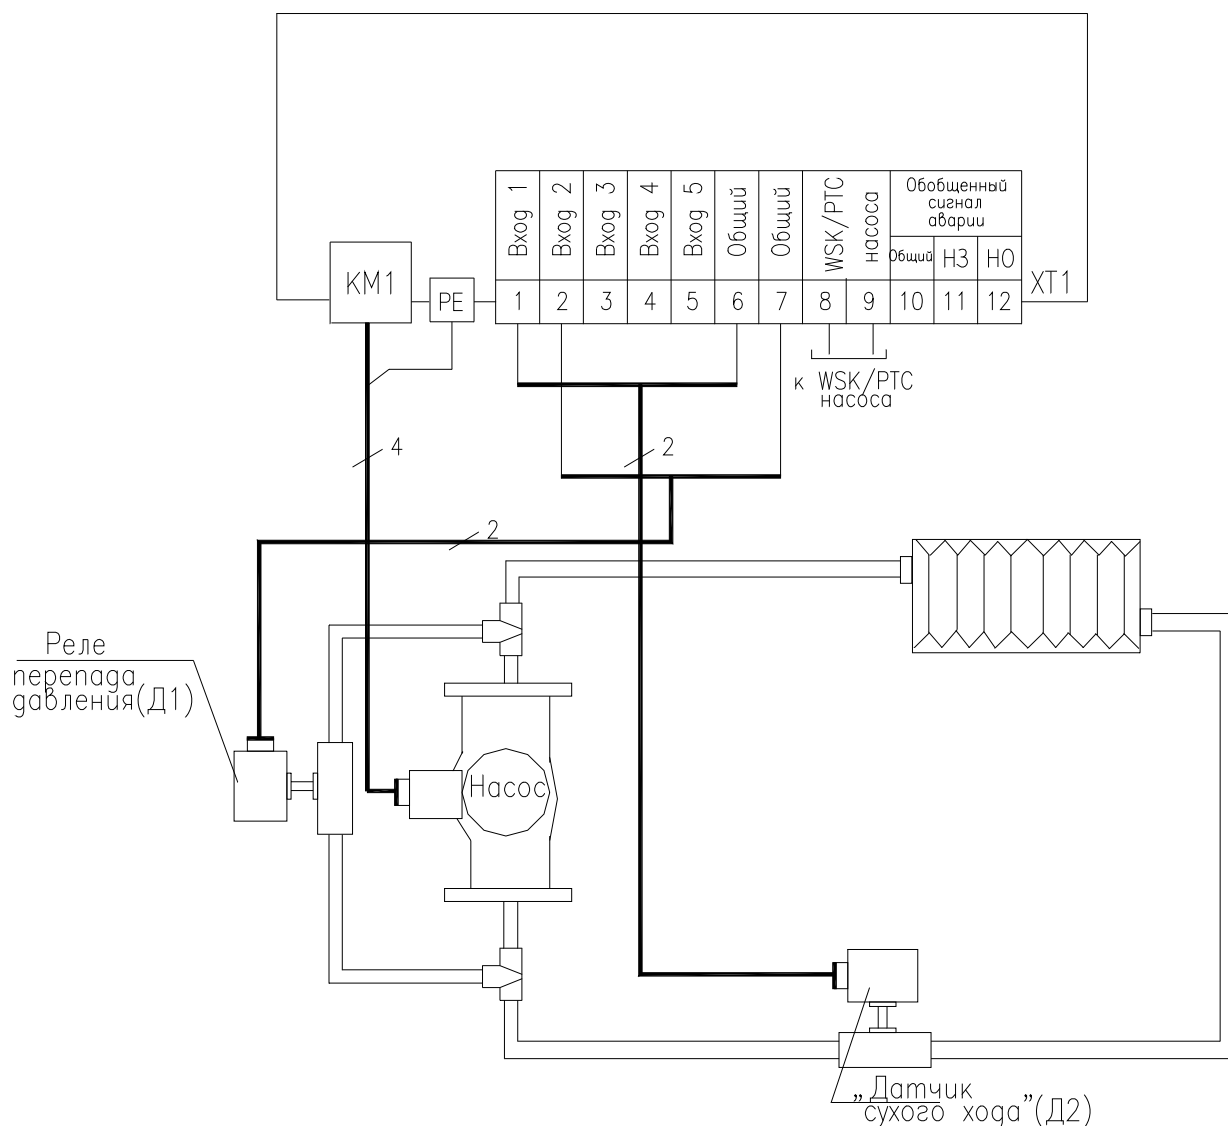 Вход 1
Вход 2
Вход 3
Вход 4
Вход 5
Общий
Общий
WSK/PTC
насоса
Обобщенный
сигнал
аварии
Общий
НЗ
НО
КМ1
PE
1
2
3
4
5
6
7
8
9
10
11
12
XT1
к WSK/PTC
насоса
4
2
2
Реле
перепада
давления(Д1)
Насос
„Датчик
сухого хода”(Д2)